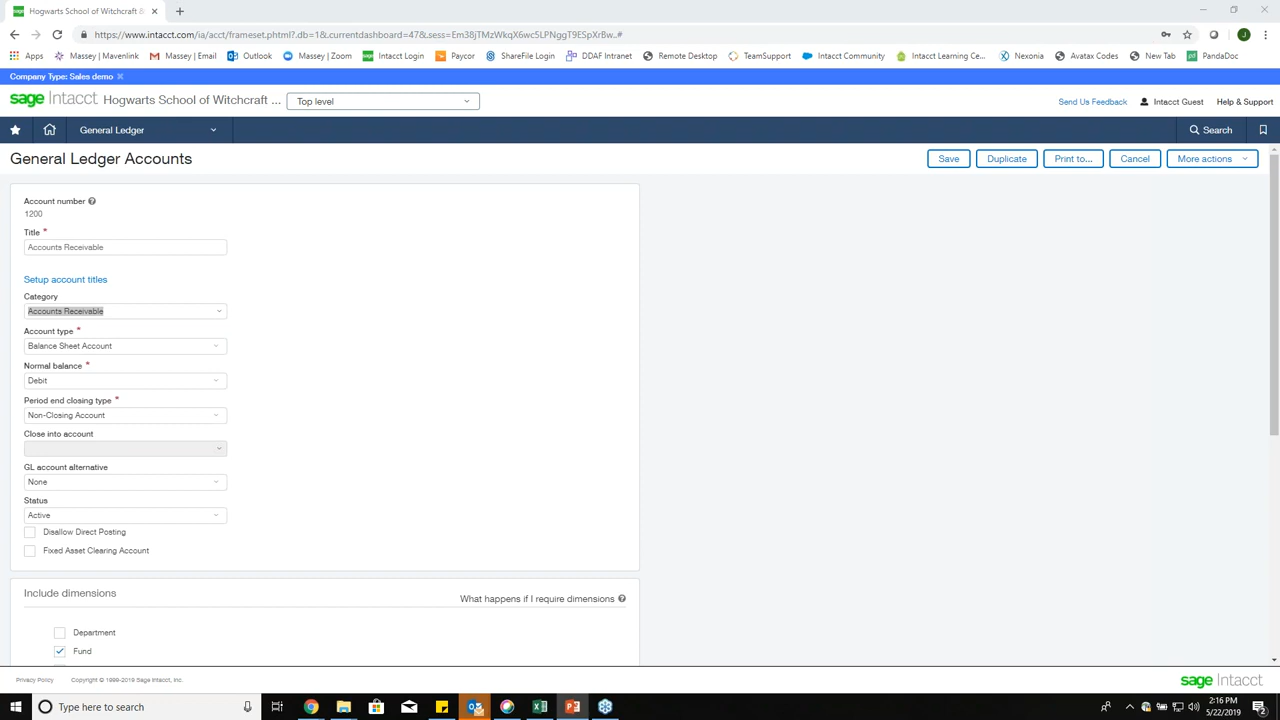 Hogwarts School of Witchcraft &
https://www.intacct.com/ia/acct/frameset.phtml?.db=1&.currentdashboard=47&.sess=Em38jTMzWkqX6wc5LPNggT9ESpXrBw..#
J
Apps Massey | Mavenlink Massey | Email Outlook Massey | Zoom Intacct Login Paycor ShareFile Login DDAF Intranet Remote Desktop TeamSupport Intacct Community Intacct Learning Ce... Nexonia Avatax Codes New Tab PandaDoc
Company Type: Sales demo
sage Intacct Hogwarts School of Witchcraft ... Top level Send Us Feedback Intacct Guest Help & Support
General Ledger Search
General Ledger Accounts Save Duplicate Print to... Cancel More actions
Account number
1200
Title *
Accounts Receivable
Setup account titles
Category
Accounts Receivable
Account type *
Balance Sheet Account
Normal balance *
Debit
Period end closing type *
Non-Closing Account
Close into account
GL account alternative
None
Status
Active
Disallow Direct Posting
Fixed Asset Clearing Account
Include dimensions What happens if I require dimensions
Department
Fund
Privacy Policy Copyright © 1999-2019 Sage Intacct, Inc. sage Intacct
Type here to search
2:16 PM
5/22/2019
2